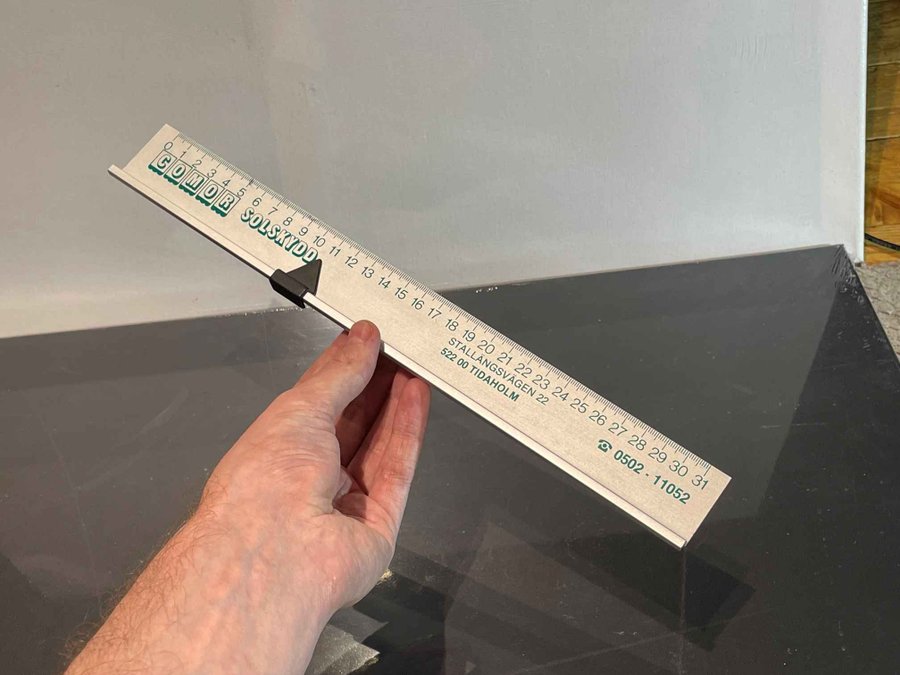 0 1 2 3 4 5 6 7 8 9 10 11 12 13 14 15 16 17 18 19 20 21 22 23 24 25 26 27 28 29 30 31
COMOR SOLSKYDD
STALLÄNGSVÄGEN 22
522 00 TIDAHOLM
☎ 0502 - 11052